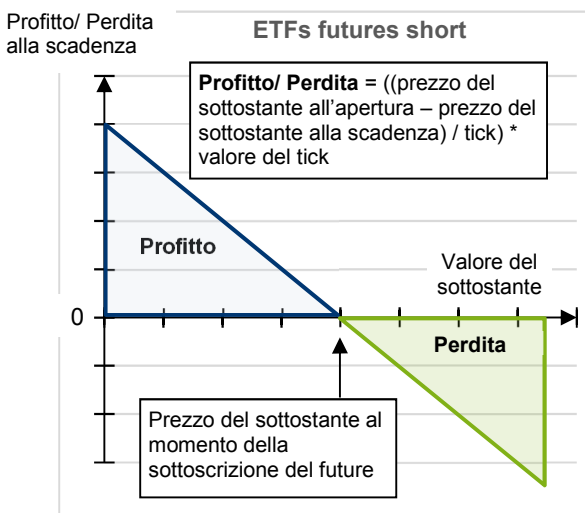 Profitto/ Perdita
alla scadenza
ETFs futures short
Profitto/ Perdita = ((prezzo del
sottostante all'apertura – prezzo del
sottostante alla scadenza) / tick) *
valore del tick
Profitto
Valore del
sottostante
0
Perdita
Prezzo del sottostante al
momento della
sottoscrizione del future